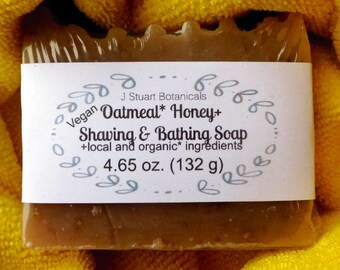 J Stuart Botanicals
Vegan Oatmeal* Honey+
Shaving & Bathing Soap
+local and organic* ingredients
4.65 oz. (132 g)